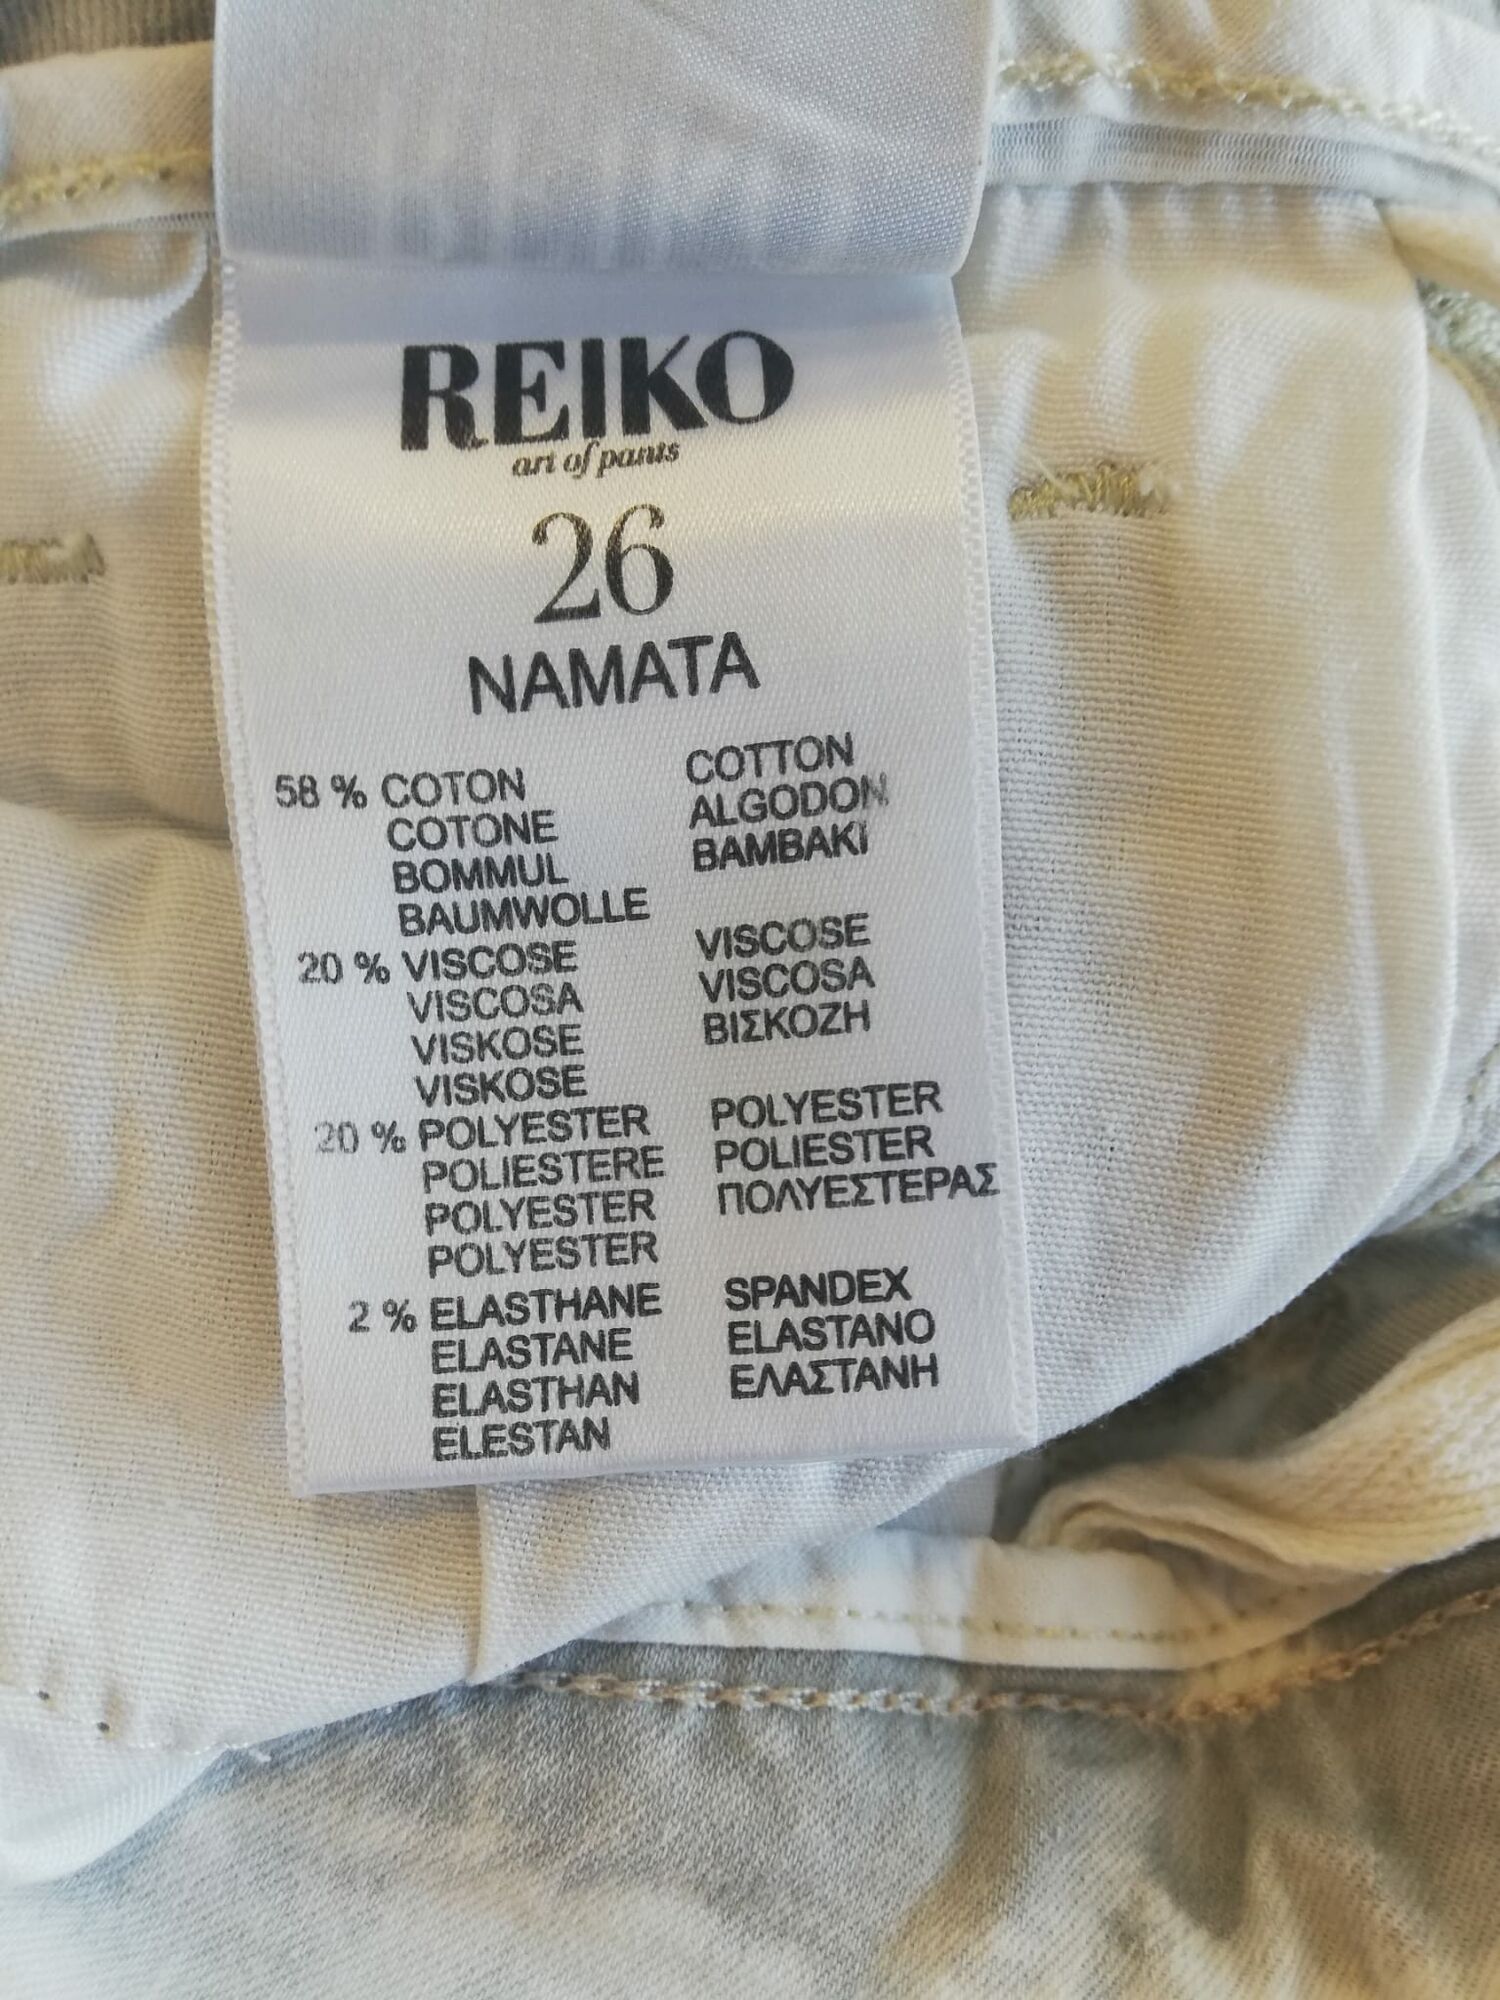 REIKO
art of pants
26
NAMATA
58 % COTON COTTON
COTONE ALGODON
BOMMUL BAMBAKI
BAUMWOLLE
20 % VISCOSE VISCOSE
VISCOSA VISCOSA
VISKOSE ΒΙΣΚΟΖΗ
VISKOSE
20 % POLYESTER POLYESTER
POLIESTERE POLIESTER
POLYESTER ΠΟΛΥΕΣΤΕΡΑΣ
POLYESTER
2 % ELASTHANE SPANDEX
ELASTANE ELASTANO
ELASTHAN ΕΛΑΣΤΑΝΗ
ELESTAN